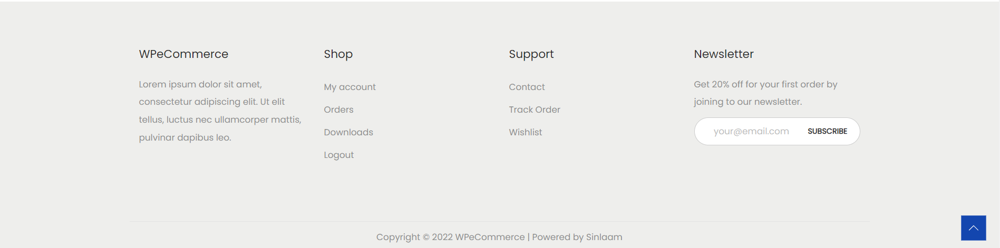 WPeCommerce
Lorem ipsum dolor sit amet,
consectetur adipiscing elit. Ut elit
tellus, luctus nec ullamcorper mattis,
pulvinar dapibus leo.
Shop
My account
Orders
Downloads
Logout
Support
Contact
Track Order
Wishlist
Newsletter
Get 20% off for your first order by
joining to our newsletter.
your@email.com SUBSCRIBE
Copyright © 2022 WPeCommerce | Powered by Sinlaam